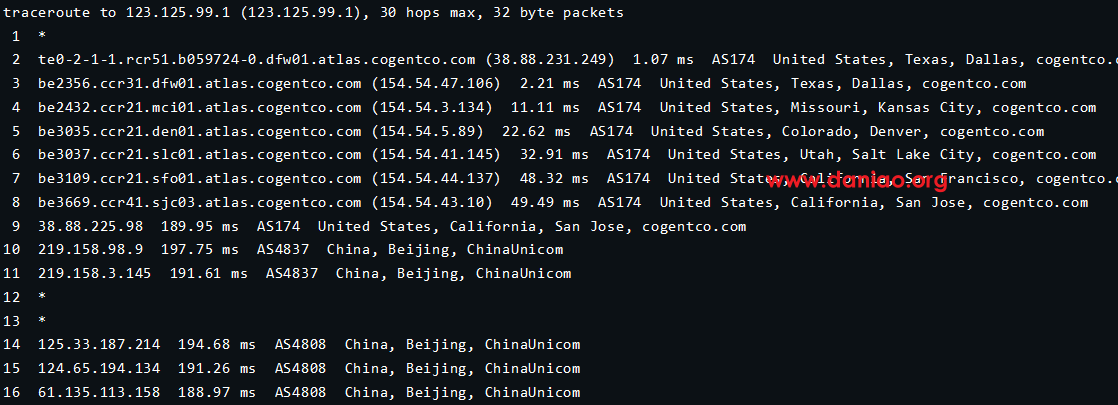 traceroute to 123.125.99.1 (123.125.99.1), 30 hops max, 32 byte packets
1 *
2 te0-2-1-1.rcr51.b059724-0.dfw01.atlas.cogentco.com (38.88.231.249) 1.07 ms AS174 United States, Texas, Dallas, cogentco.c
3 be2356.ccr31.dfw01.atlas.cogentco.com (154.54.47.106) 2.21 ms AS174 United States, Texas, Dallas, cogentco.com
4 be2432.ccr21.mci01.atlas.cogentco.com (154.54.3.134) 11.11 ms AS174 United States, Missouri, Kansas City, cogentco.com
5 be3035.ccr21.den01.atlas.cogentco.com (154.54.5.89) 22.62 ms AS174 United States, Colorado, Denver, cogentco.com
6 be3037.ccr21.slc01.atlas.cogentco.com (154.54.41.145) 32.91 ms AS174 United States, Utah, Salt Lake City, cogentco.com
7 be3109.ccr21.sfo01.atlas.cogentco.com (154.54.44.137) 48.32 ms AS174 United States, California, San Francisco, cogentco.c
www.daniao.org
8 be3669.ccr41.sjc03.atlas.cogentco.com (154.54.43.10) 49.49 ms AS174 United States, California, San Jose, cogentco.com
9 38.88.225.98 189.95 ms AS174 United States, California, San Jose, cogentco.com
10 219.158.98.9 197.75 ms AS4837 China, Beijing, ChinaUnicom
11 219.158.3.145 191.61 ms AS4837 China, Beijing, ChinaUnicom
12 *
13 *
14 125.33.187.214 194.68 ms AS4808 China, Beijing, ChinaUnicom
15 124.65.194.134 191.26 ms AS4808 China, Beijing, ChinaUnicom
16 61.135.113.158 188.97 ms AS4808 China, Beijing, ChinaUnicom